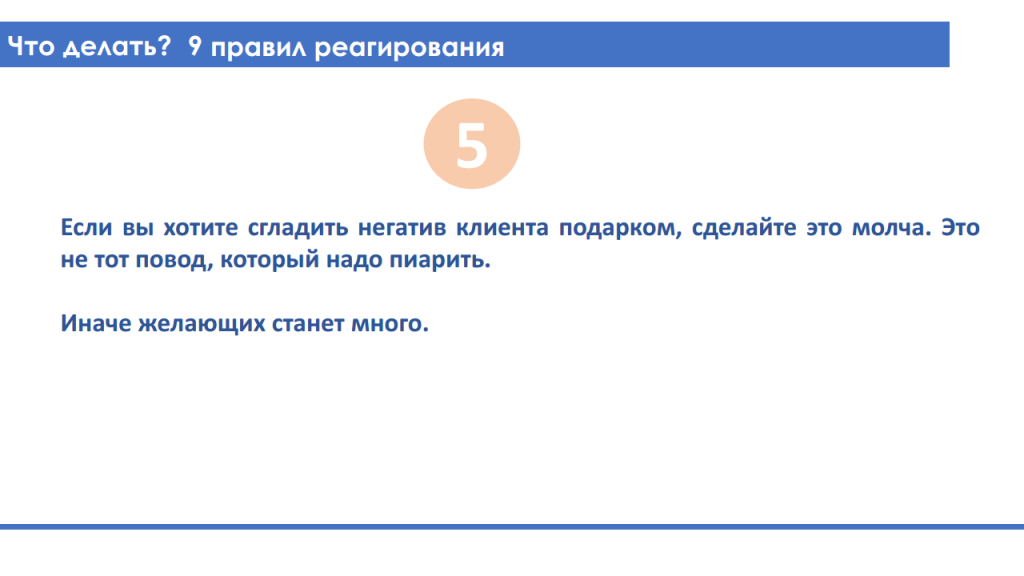 Что делать?  9 правил реагирования
5
Если вы хотите сгладить негатив клиента подарком, сделайте это молча. Это
не тот повод, который надо пиарить.
Иначе желающих станет много.